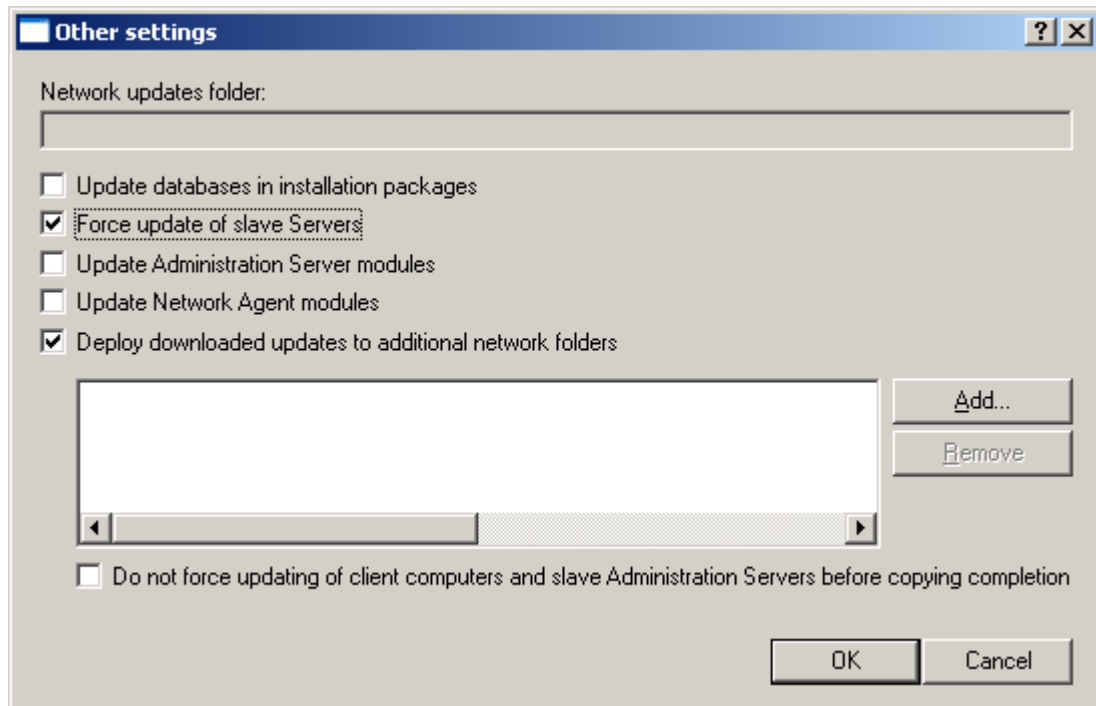 Other settings
Network updates folder:
Update databases in installation packages
Force update of slave Servers
Update Administration Server modules
Update Network Agent modules
Deploy downloaded updates to additional network folders
Add...
Remove
Do not force updating of client computers and slave Administration Servers before copying completion
OK Cancel